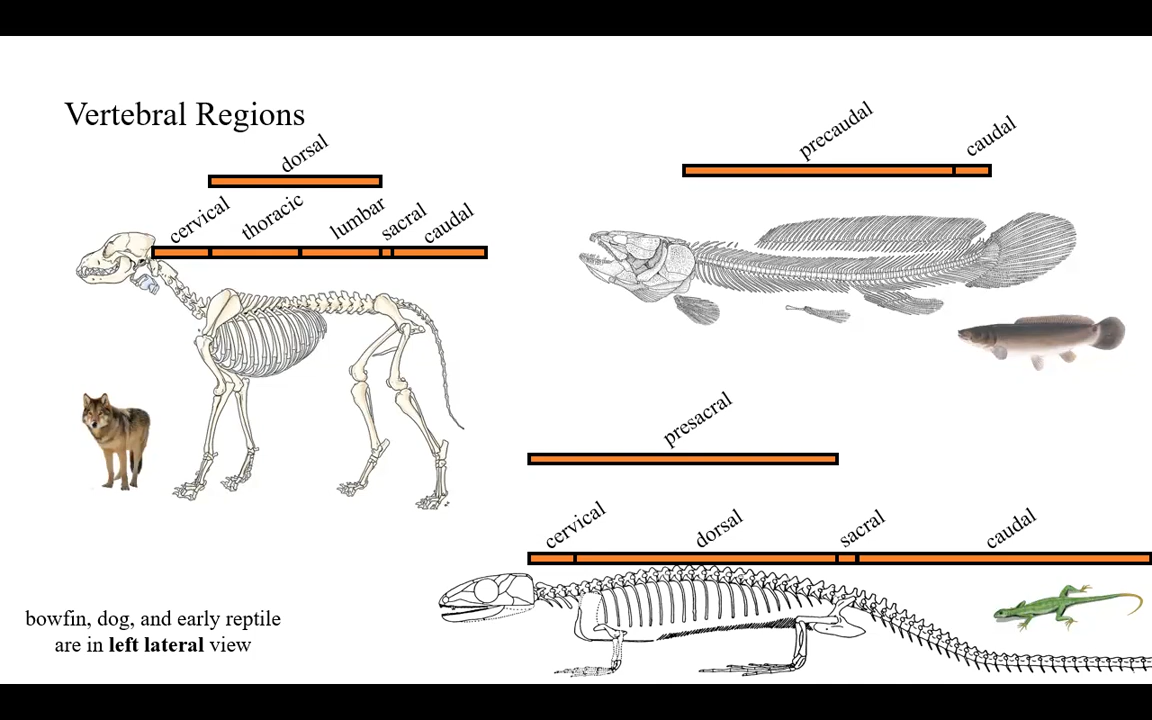 Vertebral Regions
dorsal
cervical
thoracic
lumbar
sacral
caudal
precaudal
caudal
presacral
cervical
dorsal
sacral
caudal
bowfin, dog, and early reptile
are in left lateral view